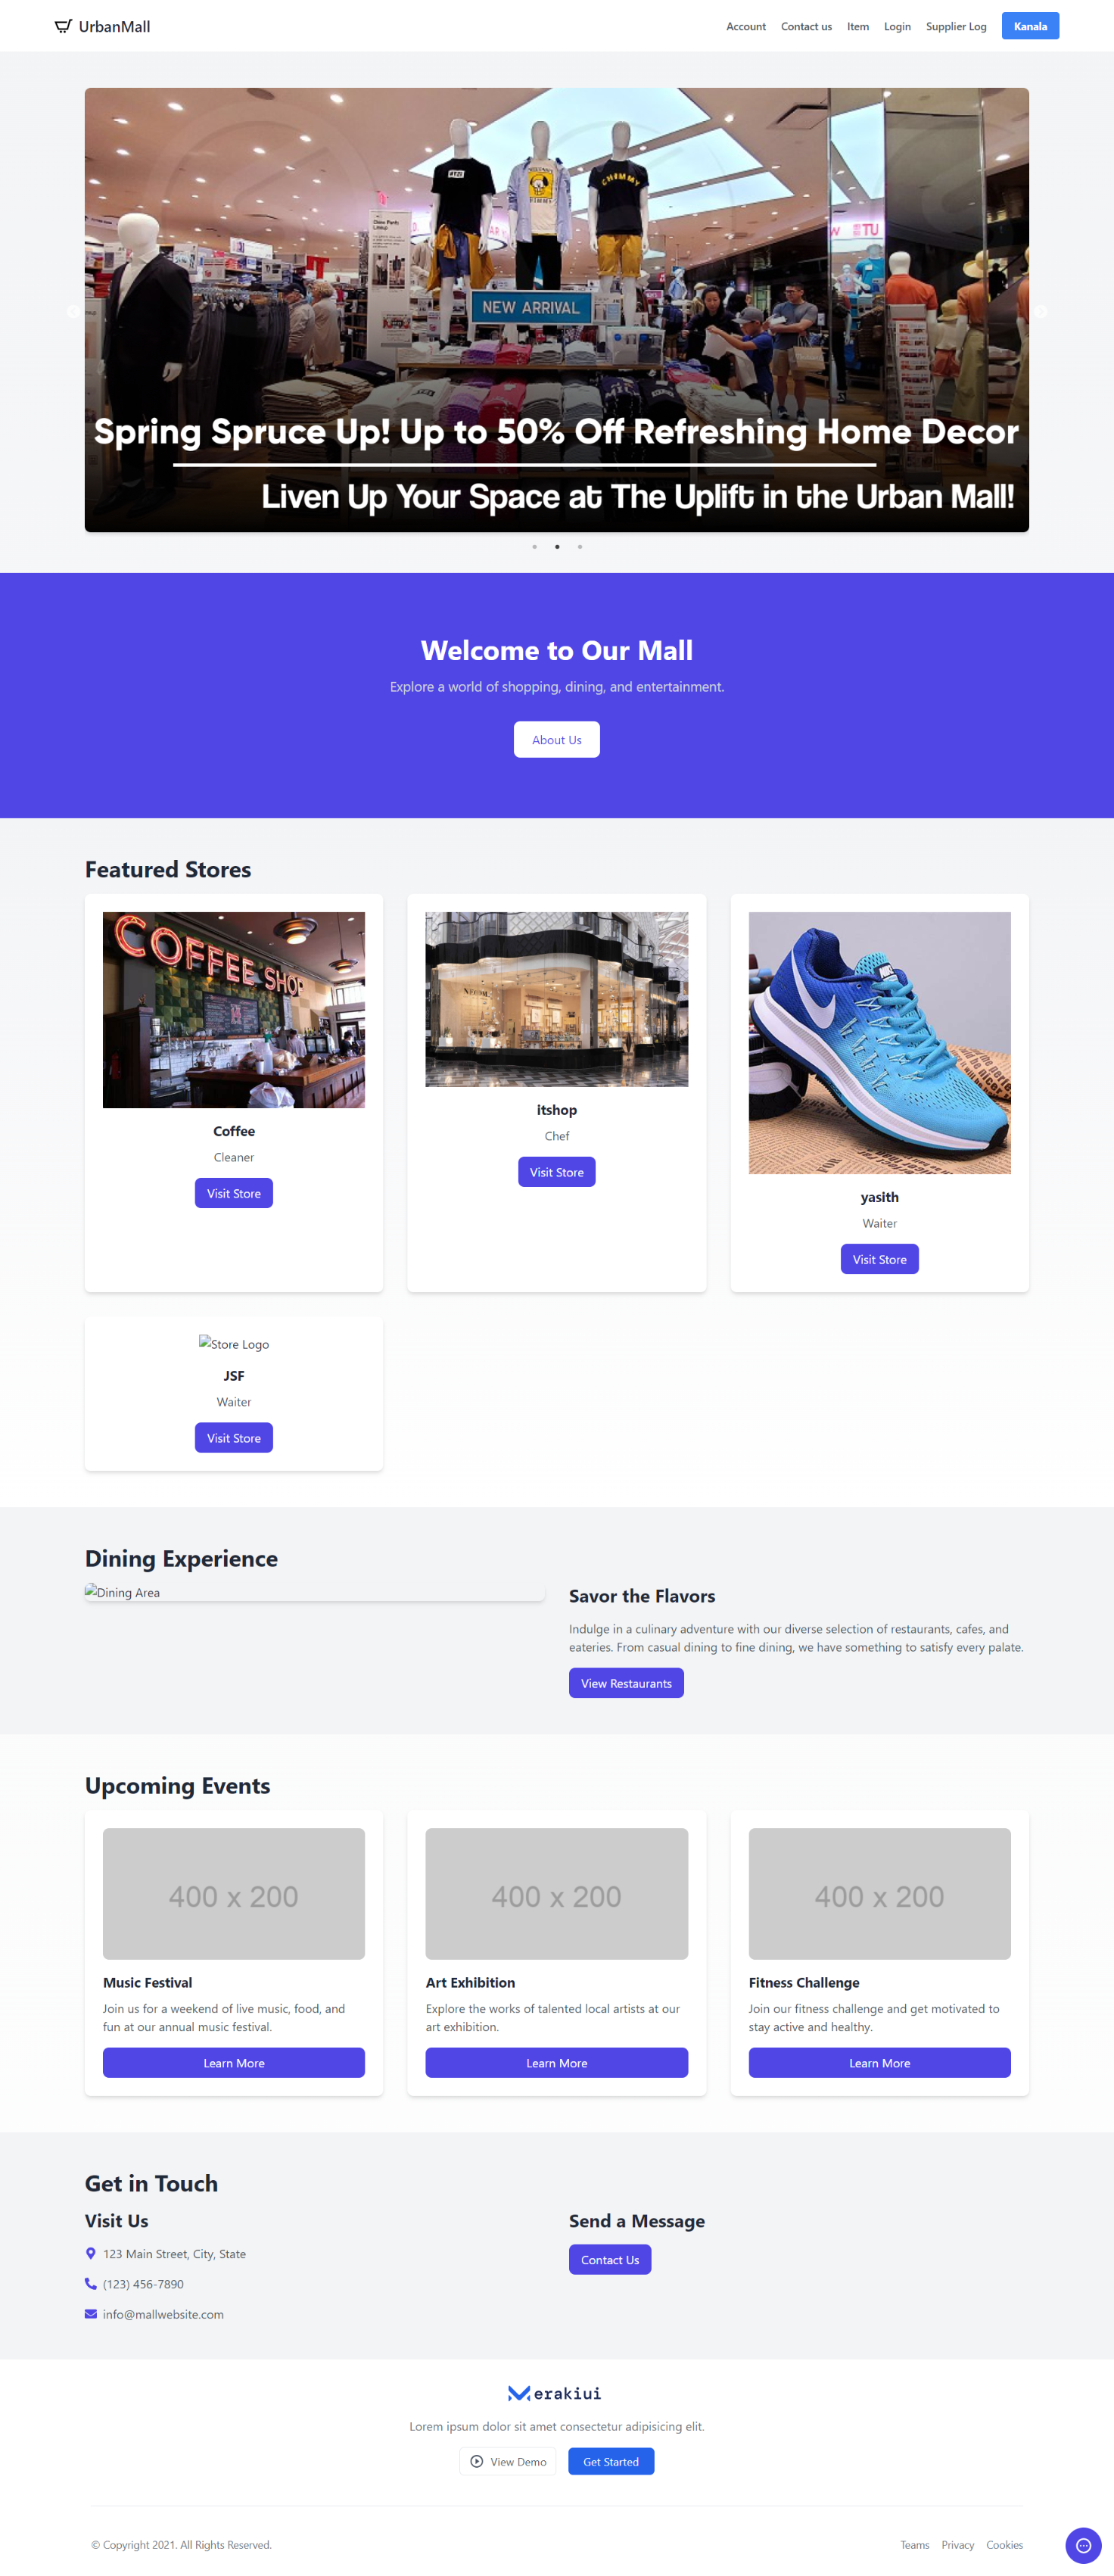 UrbanMall
Account Contact us Item Login Supplier Log Kanala
#Y2J
CHIMMY
TU
NEW ARRIVAL
Spring Spruce Up! Up to 50% Off Refreshing Home Decor
Liven Up Your Space at The Uplift in the Urban Mall!
Welcome to Our Mall
Explore a world of shopping, dining, and entertainment.
About Us
Featured Stores
COFFEE SHOP
Coffee
Cleaner
Visit Store
itshop
Chef
Visit Store
yasith
Waiter
Visit Store
Store Logo
JSF
Waiter
Visit Store
Dining Experience
Dining Area
Savor the Flavors
Indulge in a culinary adventure with our diverse selection of restaurants, cafes, and
eateries. From casual dining to fine dining, we have something to satisfy every palate.
View Restaurants
Upcoming Events
400 x 200
Music Festival
Join us for a weekend of live music, food, and
fun at our annual music festival.
Learn More
400 x 200
Art Exhibition
Explore the works of talented local artists at our
art exhibition.
Learn More
400 x 200
Fitness Challenge
Join our fitness challenge and get motivated to
stay active and healthy.
Learn More
Get in Touch
Visit Us
123 Main Street, City, State
(123) 456-7890
info@mallwebsite.com
Send a Message
Contact Us
erakiui
Lorem ipsum dolor sit amet consectetur adipisicing elit.
View Demo Get Started
© Copyright 2021. All Rights Reserved.
Teams Privacy Cookies